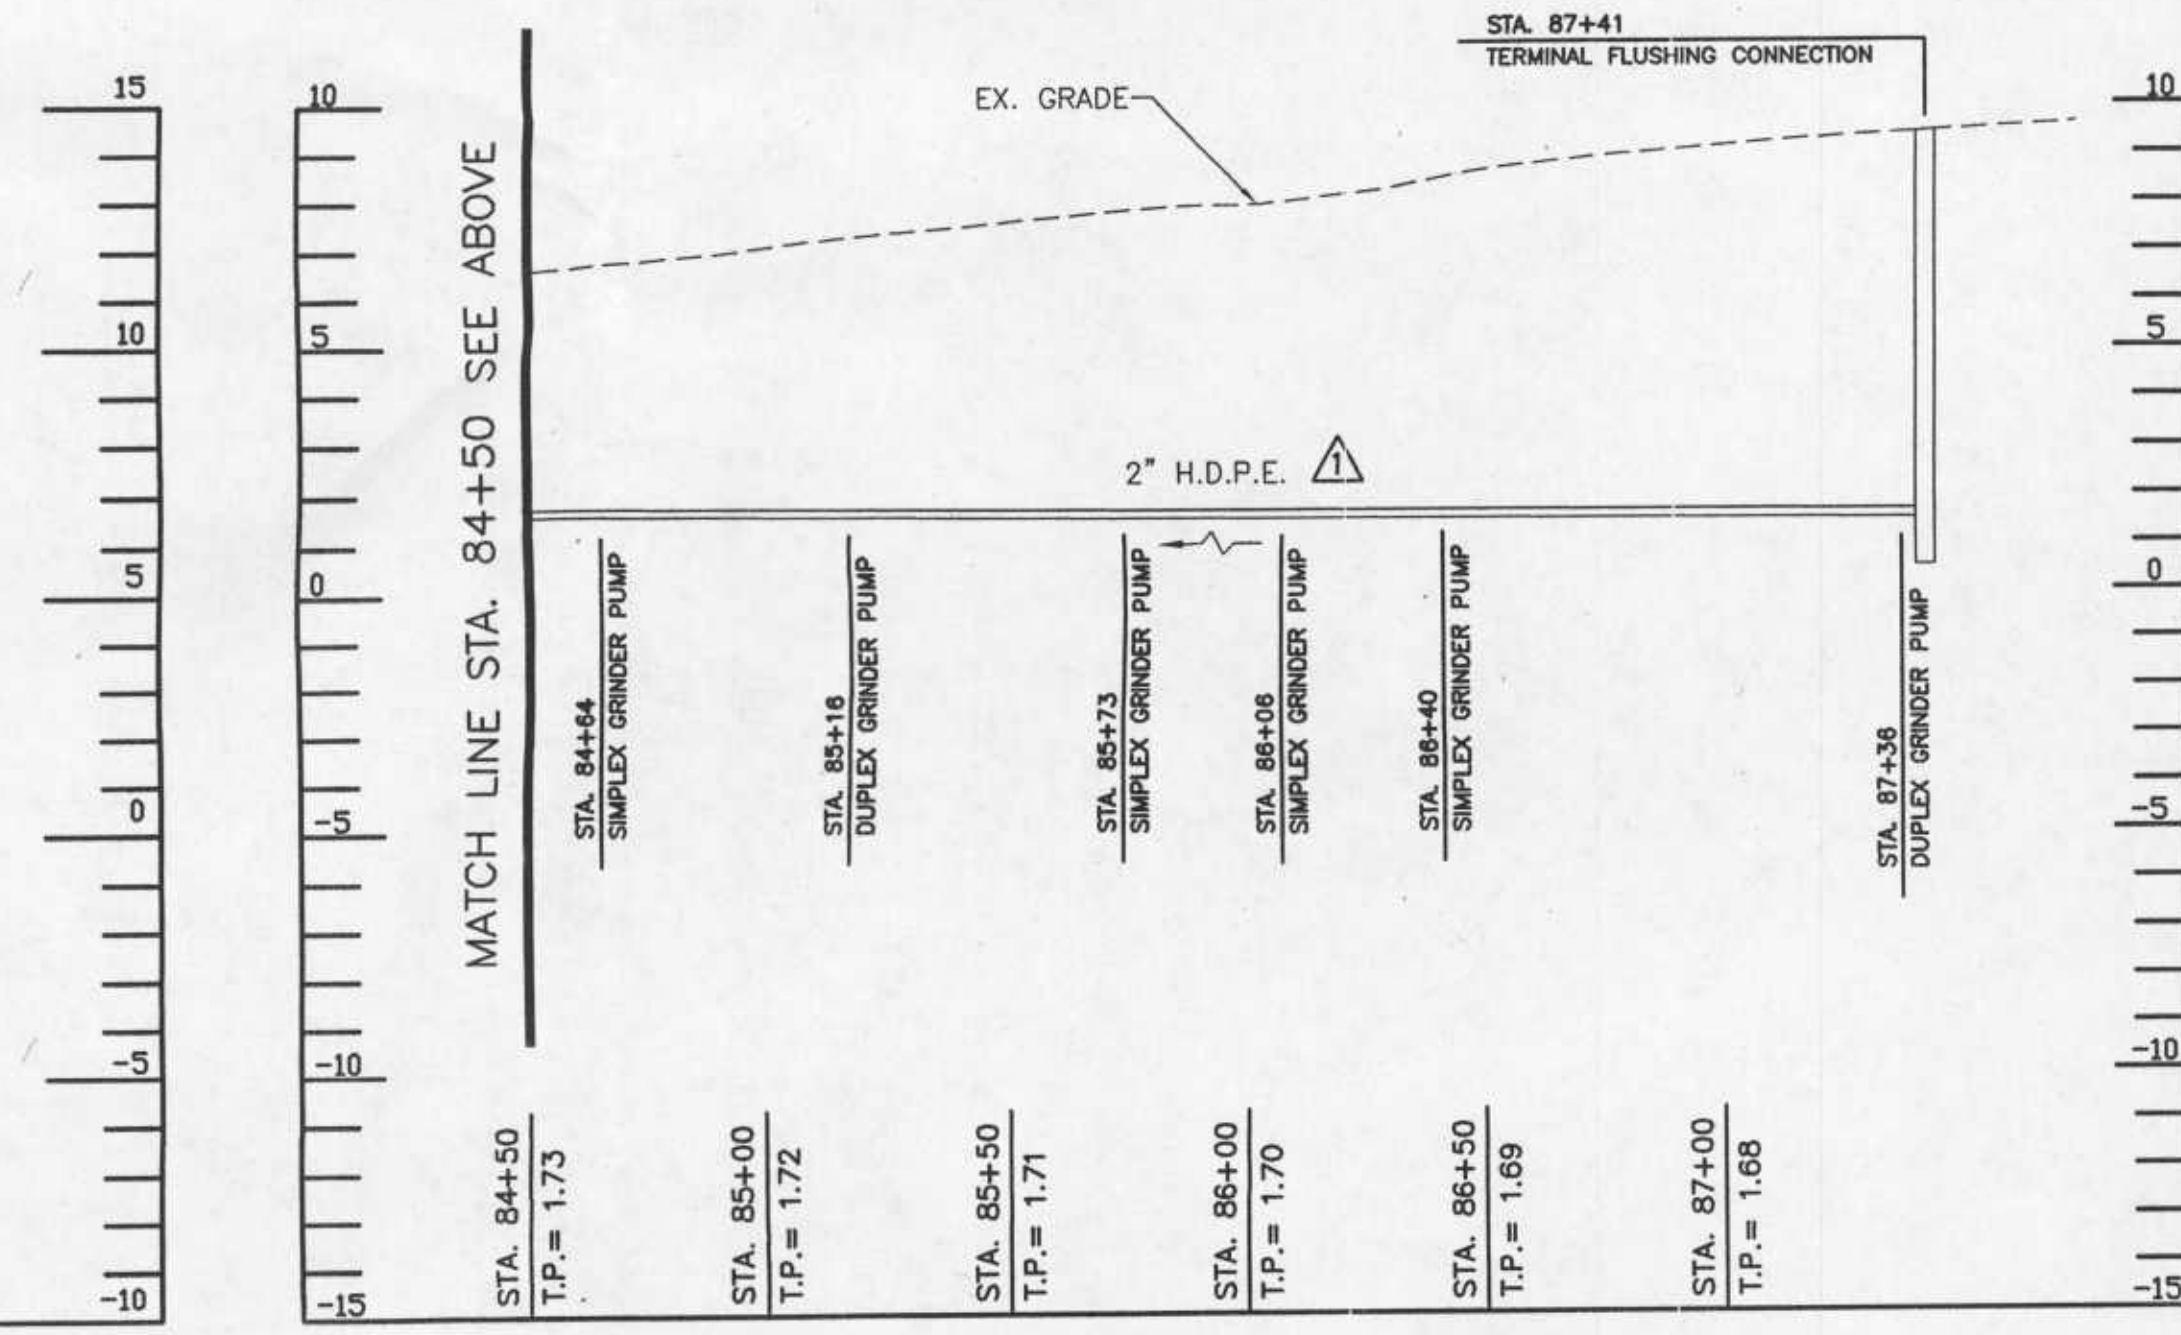 STA. 87+41
TERMINAL FLUSHING CONNECTION
EX. GRADE
15
10
5
0
-5
-10
10
5
0
-5
-10
-15
MATCH LINE STA. 84+50 SEE ABOVE
2" H.D.P.E. 1
STA. 84+64
SIMPLEX GRINDER PUMP
STA. 85+16
DUPLEX GRINDER PUMP
STA. 85+73
SIMPLEX GRINDER PUMP
STA. 86+06
SIMPLEX GRINDER PUMP
STA. 86+40
SIMPLEX GRINDER PUMP
STA. 87+36
DUPLEX GRINDER PUMP
10
5
0
-5
-10
-15
STA. 84+50
T.P.= 1.73
STA. 85+00
T.P.= 1.72
STA. 85+50
T.P.= 1.71
STA. 86+00
T.P.= 1.70
STA. 86+50
T.P.= 1.69
STA. 87+00
T.P.= 1.68